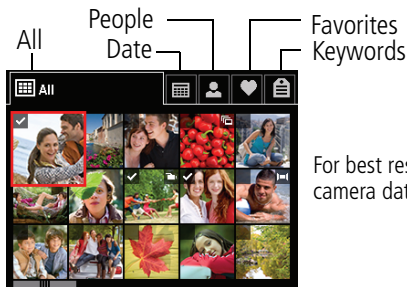 People
Favorites
All
Date
Keywords
All
For best res
camera dat